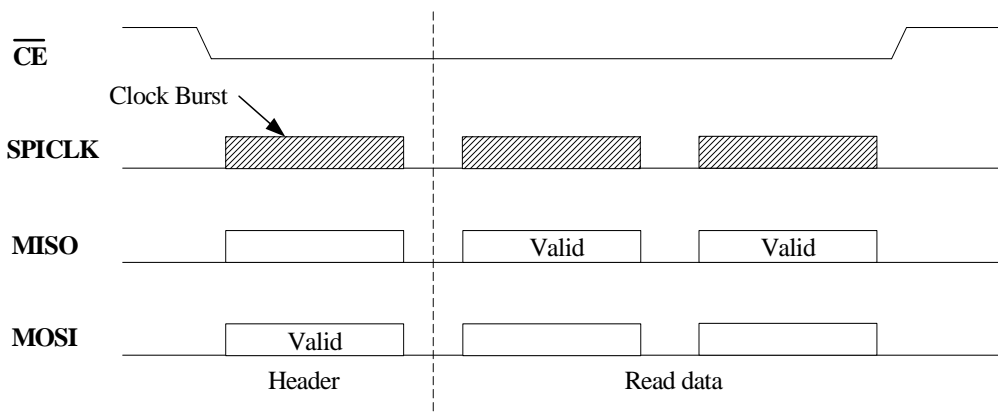 CE
Clock Burst
SPICLK
MISO
Valid
Valid
MOSI
Valid
Header
Read data